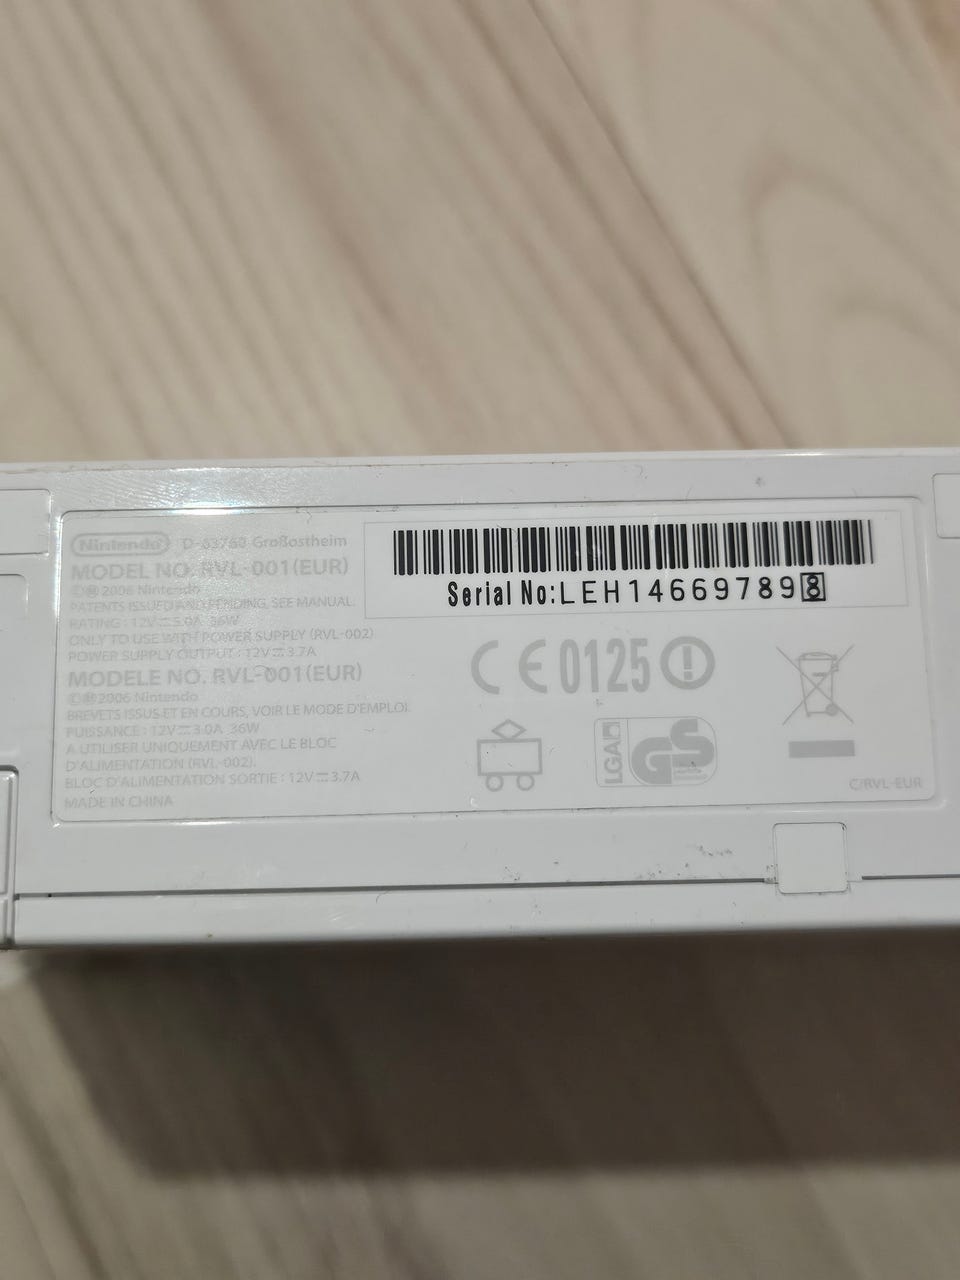 Nintendo D-63760 Großostheim
MODEL NO. RVL-001(EUR)
©Ⓜ2006 Nintendo
PATENTS ISSUED AND PENDING, SEE MANUAL.
RATING : 12V⎓3.0A 36W
ONLY TO USE WITH POWER SUPPLY (RVL-002)
POWER SUPPLY OUTPUT : 12V⎓3.7A
MODELE NO. RVL-001(EUR)
©Ⓜ2006 Nintendo
BREVETS ISSUS ET EN COURS, VOIR LE MODE D'EMPLOI.
PUISSANCE : 12V⎓3.0A 36W
A UTILISER UNIQUEMENT AVEC LE BLOC
D'ALIMENTATION (RVL-002).
BLOC D'ALIMENTATION SORTIE : 12V⎓3.7A
MADE IN CHINA
Serial No:LEH146697898
CE0125
LGA GS
C/RVL-EUR